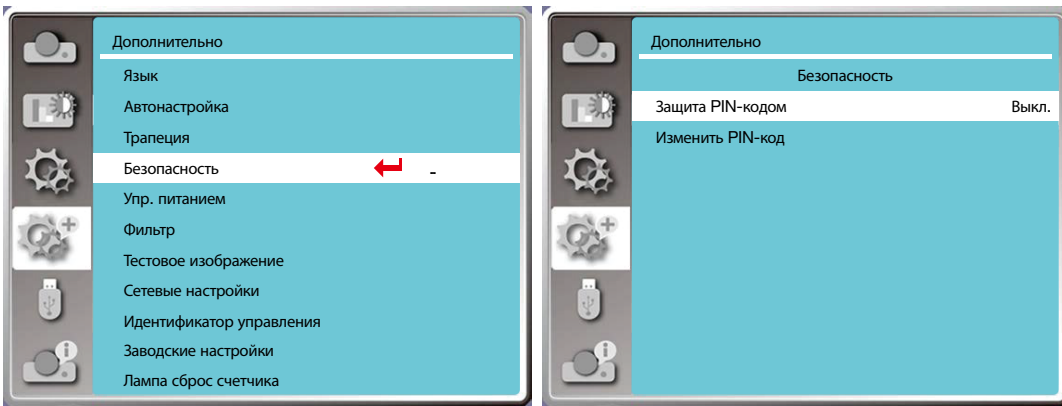 Дополнительно
Язык
Автонастройка
Трапеция
Безопасность -
Упр. питанием
Фильтр
Тестовое изображение
Сетевые настройки
Идентификатор управления
Заводские настройки
Лампа сброс счетчика
Дополнительно
Безопасность
Защита PIN-кодом Выкл.
Изменить PIN-код